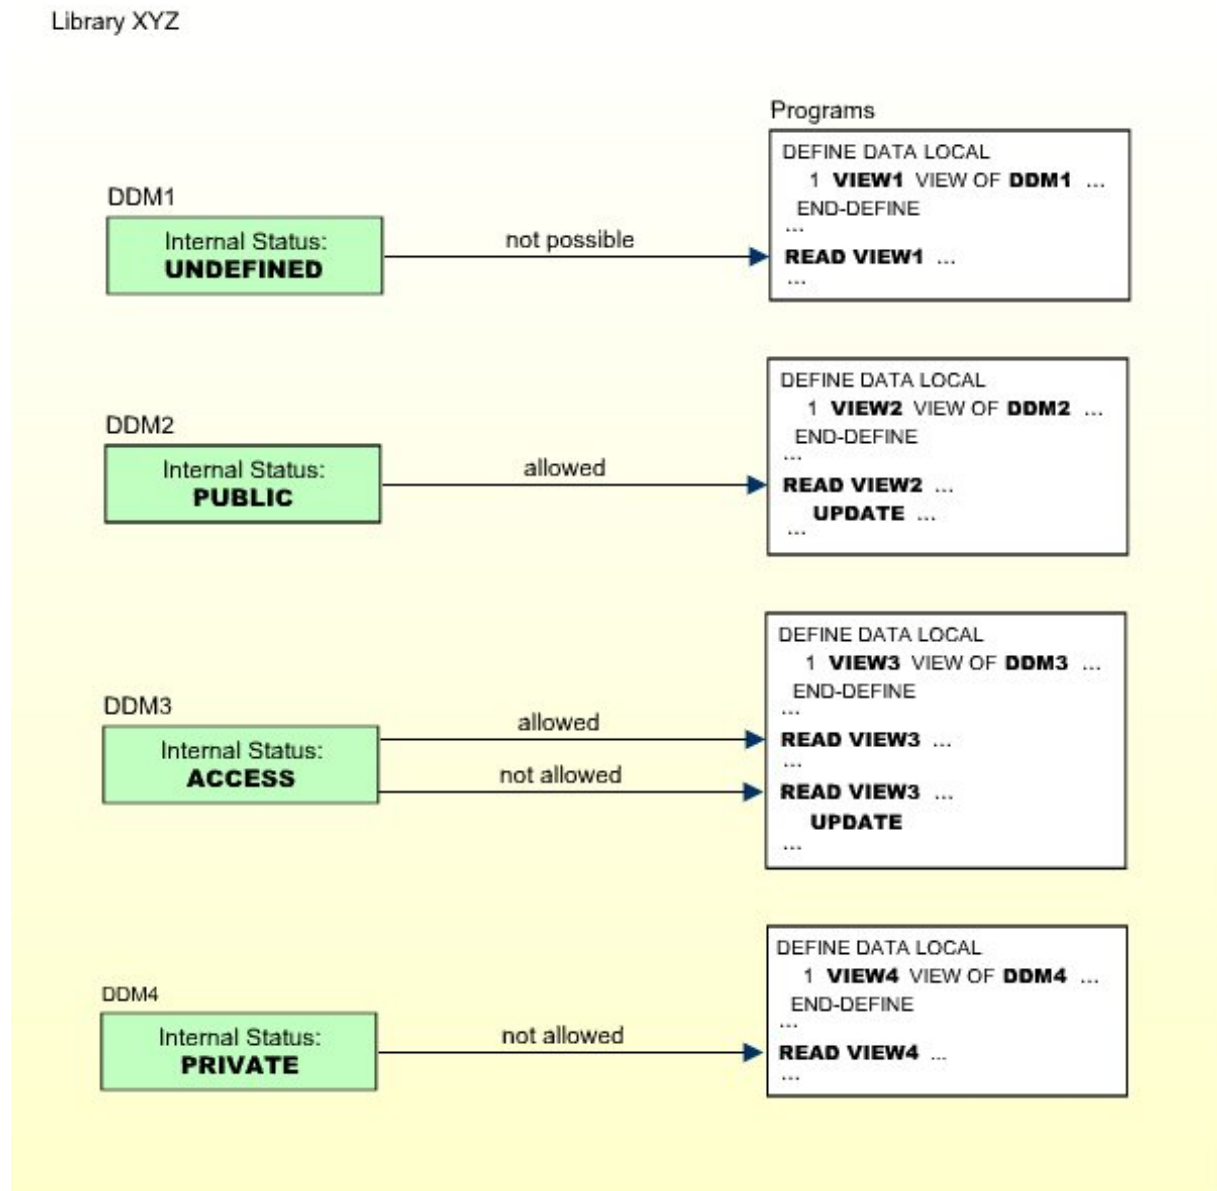 Library XYZ
Programs
DDM1
Internal Status:
UNDEFINED
not possible
DEFINE DATA LOCAL
1 VIEW1 VIEW OF DDM1 ...
END-DEFINE
...
READ VIEW1 ...
...
DDM2
Internal Status:
PUBLIC
allowed
DEFINE DATA LOCAL
1 VIEW2 VIEW OF DDM2 ...
END-DEFINE
...
READ VIEW2 ...
UPDATE ...
...
DDM3
Internal Status:
ACCESS
allowed
not allowed
DEFINE DATA LOCAL
1 VIEW3 VIEW OF DDM3 ...
END-DEFINE
...
READ VIEW3 ...
...
READ VIEW3 ...
UPDATE
...
DDM4
Internal Status:
PRIVATE
not allowed
DEFINE DATA LOCAL
1 VIEW4 VIEW OF DDM4 ...
END-DEFINE
...
READ VIEW4 ...
...